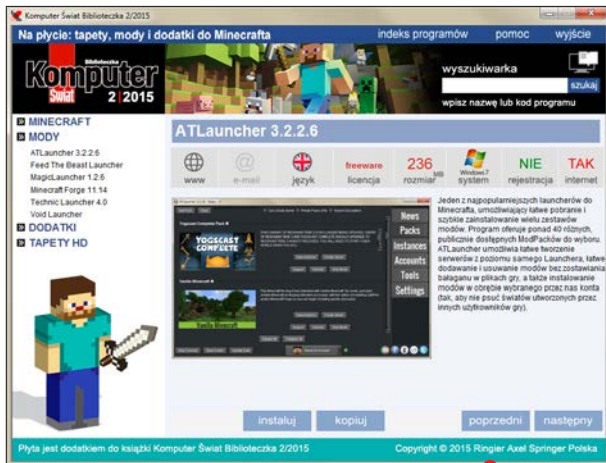 Komputer Świat Biblioteczka 2/2015
Na płycie: tapety, mody i dodatki do Minecrafta
indeks programów pomoc wyjście
Biblioteczka
Komputer
Świat 2|2015
wyszukiwarka
szukaj
wpisz nazwę lub kod programu
MINECRAFT
MODY
ATLauncher 3.2.2.6
Feed The Beast Launcher
MagicLauncher 1.2.6
Minecraft Forge 11.14
Technic Launcher 4.0
Void Launcher
DODATKI
TAPETY HD
ATLauncher 3.2.2.6
freeware 236 MB Windows 7 NIE TAK
www e-mail język licencja rozmiar system rejestracja internet
YOGSCAST
COMPLETE
Vanilla Minecraft
News
Packs
Instances
Accounts
Tools
Settings
Jeden z najpopularniejszych launcherów do
Minecrafta, umożliwiający łatwe pobranie i
szybkie zainstalowanie wielu zestawów
modów. Program oferuje ponad 40 różnych,
publicznie dostępnych ModPacków do wyboru.
ATLauncher umożliwia łatwe tworzenie
serwerów z poziomu samego Launchera, łatwe
dodawanie i usuwanie modów bez zostawiania
bałaganu w plikach gry, a także instalowanie
modów w obrębie wybranego przez nas konta
(tak, aby nie psuć światów utworzonych przez
innych użytkowników gry).
instaluj kopiuj poprzedni następny
Płyta jest dodatkiem do książki Komputer Świat Biblioteczka 2/2015
Copyright © 2015 Ringier Axel Springer Polska